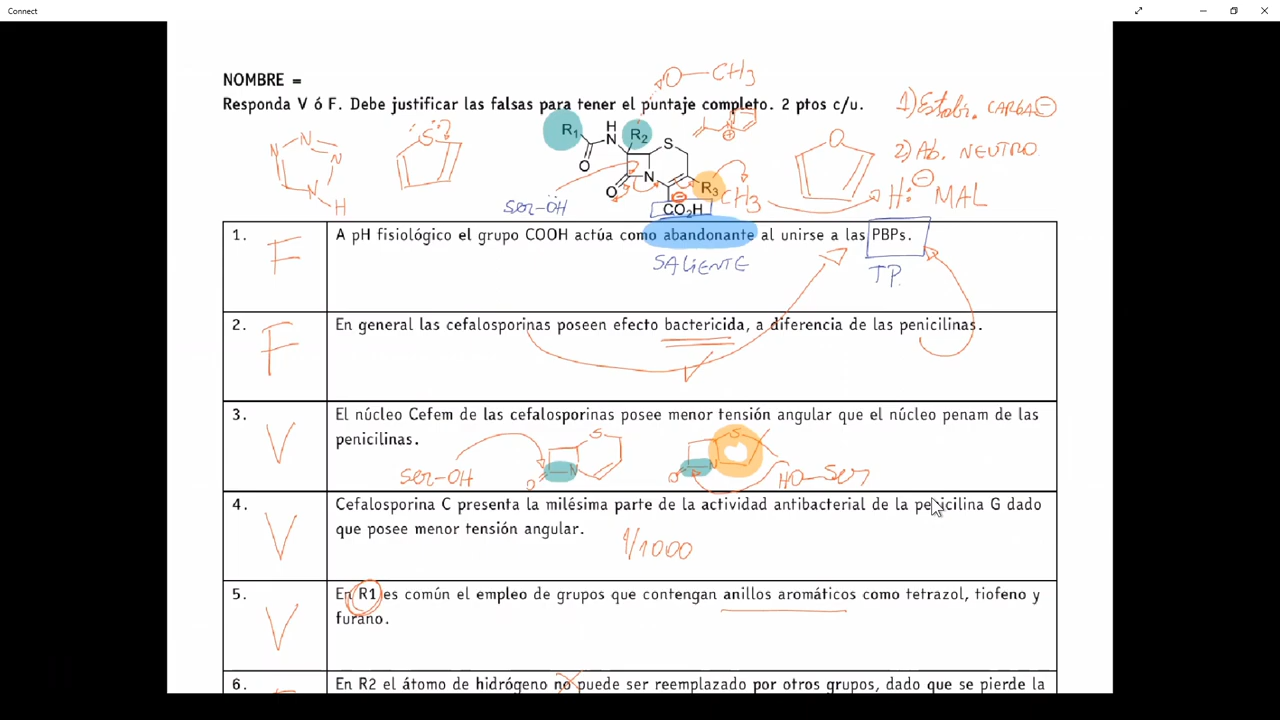 Connect
NOMBRE =
O-CH3
Responda V ó F. Debe justificar las falsas para tener el puntaje completo. 2 ptos c/u.
1) Estab. CARGA ⊖
2) Ab. NEUTRO
H:⊖ MAL
N N N N H
S
R1 H N R2 S
O
O N R3 CH3
O
⊕
Ser-ÖH
⊖
CO2H
1. F A pH fisiológico el grupo COOH actúa como abandonante al unirse a las PBPs.
SALIENTE
TP.
2. F En general las cefalosporinas poseen efecto bactericida, a diferencia de las penicilinas.
3. V El núcleo Cefem de las cefalosporinas posee menor tensión angular que el núcleo penam de las
penicilinas.
Ser-OH O N S O N S HO-Ser
4. V Cefalosporina C presenta la milésima parte de la actividad antibacterial de la penicilina G dado
que posee menor tensión angular.
1/1000
5. V En R1 es común el empleo de grupos que contengan anillos aromáticos como tetrazol, tiofeno y
furano.
6. En R2 el átomo de hidrógeno no puede ser reemplazado por otros grupos, dado que se pierde la